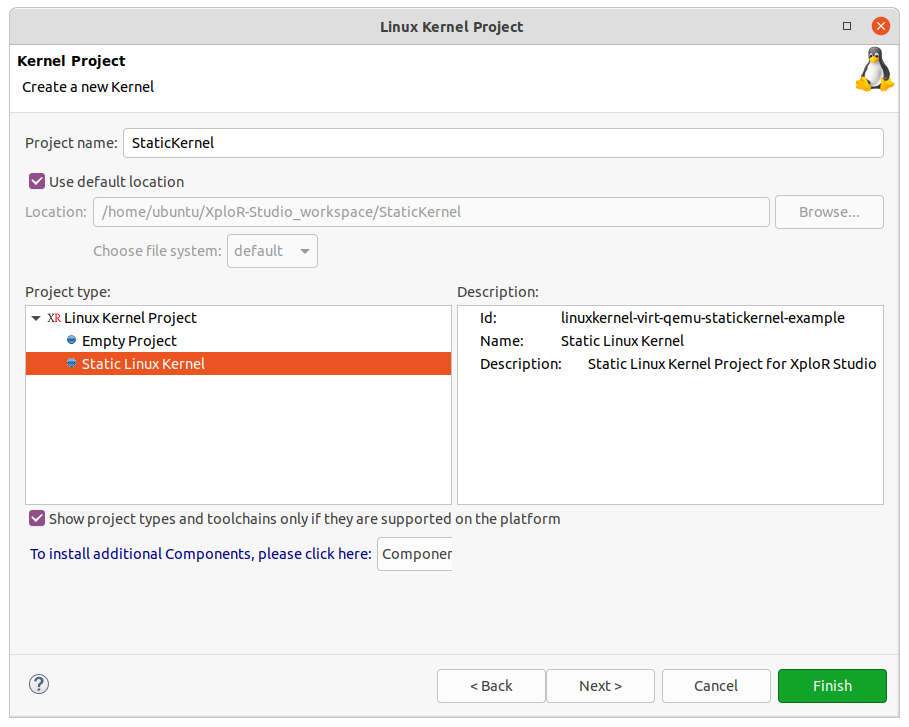 Linux Kernel Project
Kernel Project
Create a new Kernel
Project name: StaticKernel
Use default location
Location: /home/ubuntu/XploR-Studio_workspace/StaticKernel Browse...
Choose file system: default
Project type: Description:
XR Linux Kernel Project
Empty Project
Static Linux Kernel
Id: linuxkernel-virt-qemu-statickernel-example
Name: Static Linux Kernel
Description: Static Linux Kernel Project for XploR Studio
Show project types and toolchains only if they are supported on the platform
To install additional Components, please click here: Componen
? < Back Next > Cancel Finish